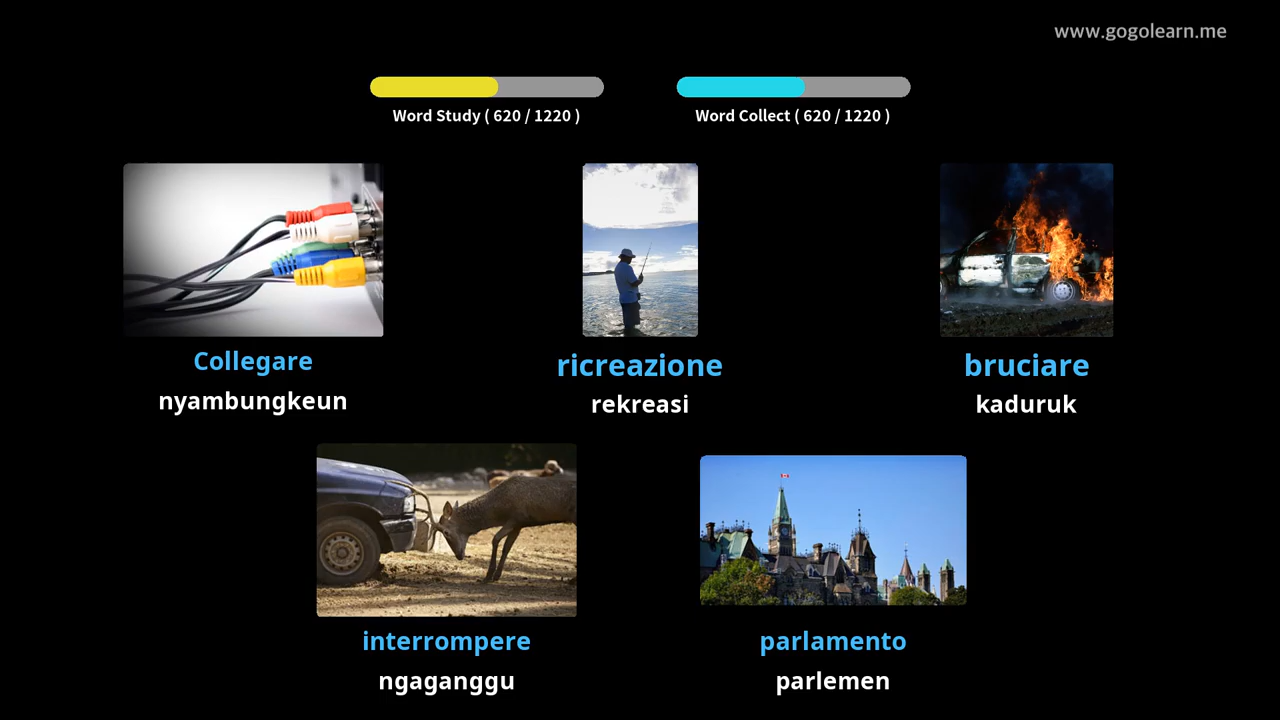 www.gogolearn.me
Word Study ( 620 / 1220 )
Word Collect ( 620 / 1220 )
Collegare
nyambungkeun
ricreazione
rekreasi
bruciare
kaduruk
interrompere
ngaganggu
parlamento
parlemen